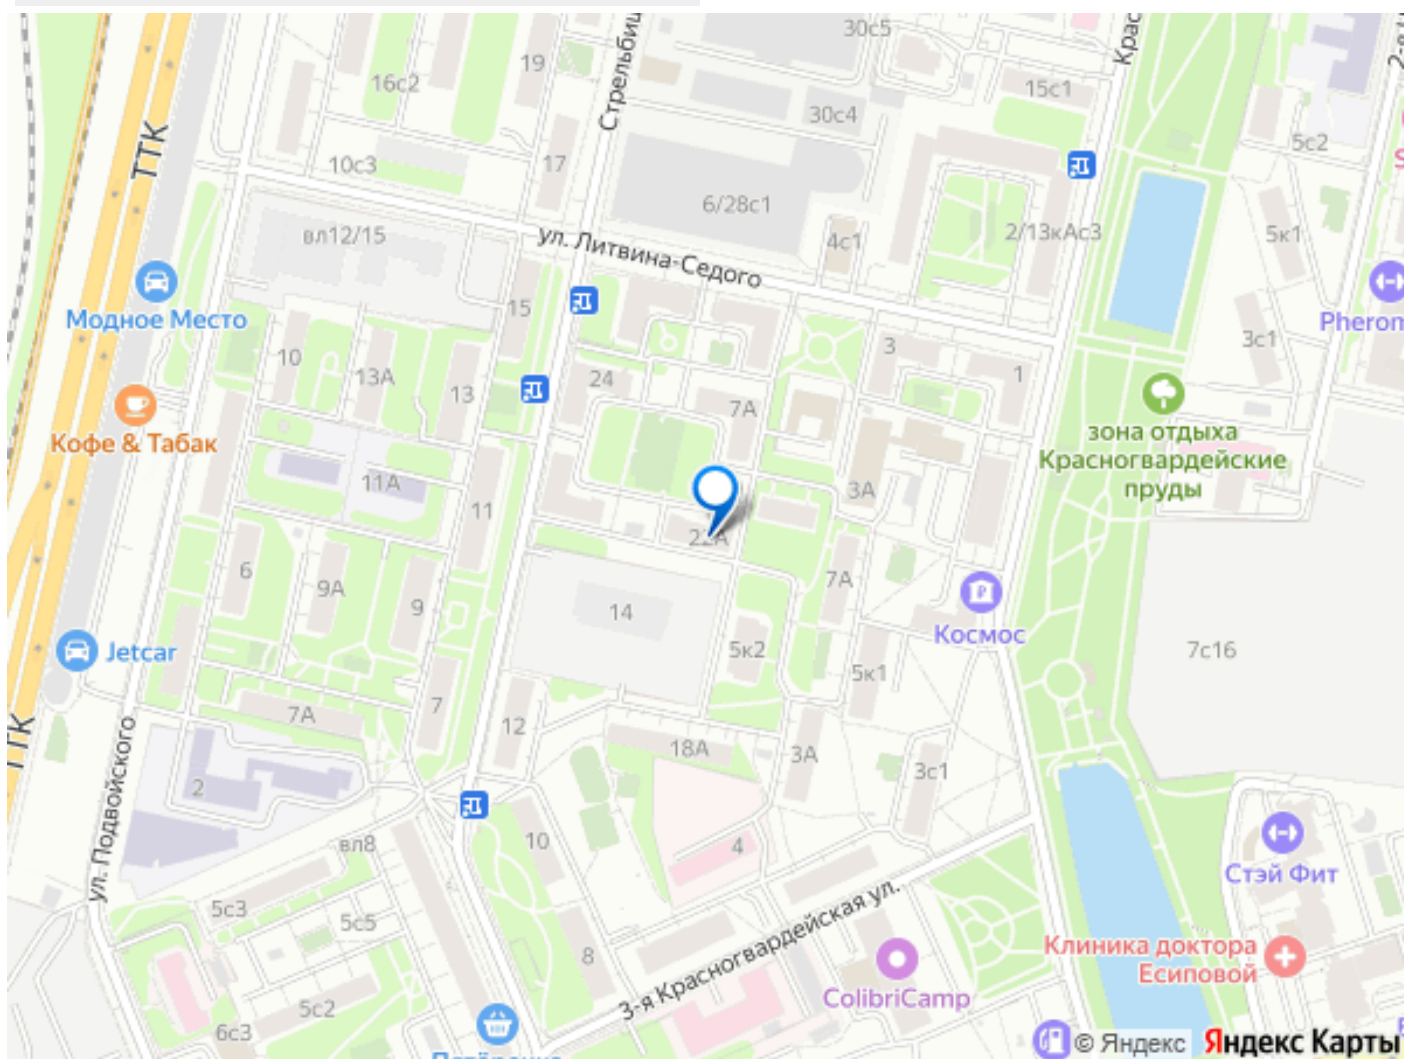 30с5
Крас
2-я
19
Стрельбиц
16с2
15с1
30с4
ТТК
5с2
17
10с3
6/28с1
4с1
2/13кАс3
5к1
вл12/15
ул. Литвина-Седого
15
Модное Место
Pherom
10
3
3с1
13А
24
1
13
7А
Кофе & Табак
зона отдыха
Красногвардейские
пруды
11А
3А
11
22А
6
9А
9
14
7А
Космос
Jetcar
5к2
7с16
5к1
7А
7
12
ТТК
18А
3А
3с1
ул. Подвойского
2
вл8
10
4
Стэй Фит
5с3
5с5
3-я Красногвардейская ул.
8
Клиника доктора
Есиповой
ColibriCamp
5с2
6с3
© Яндекс Яндекс Карты